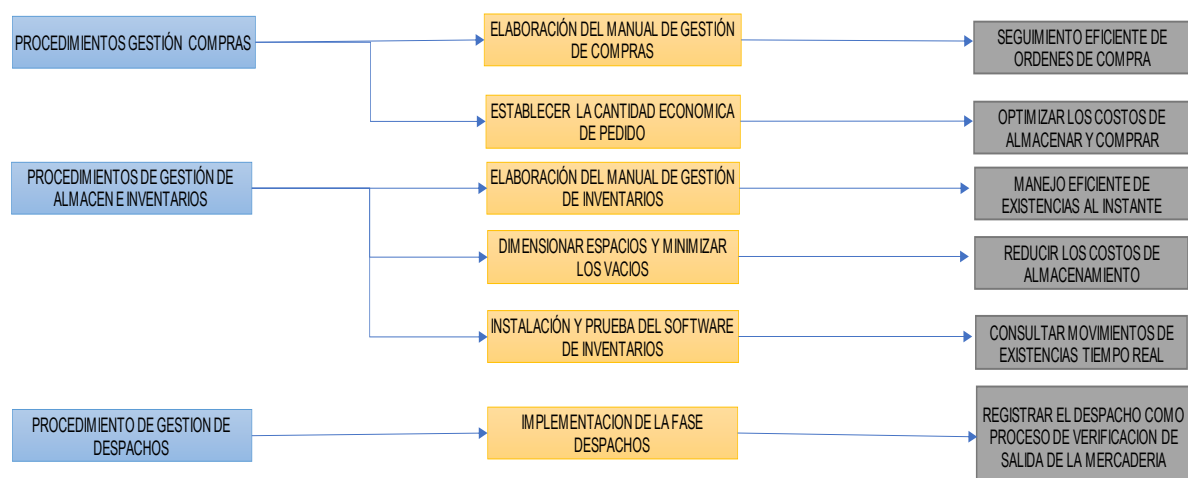 PROCEDIMIENTOS GESTIÓN COMPRAS
ELABORACIÓN DEL MANUAL DE GESTIÓN
DE COMPRAS
SEGUIMIENTO EFICIENTE DE
ORDENES DE COMPRA
ESTABLECER LA CANTIDAD ECONOMICA
DE PEDIDO
OPTIMIZAR LOS COSTOS DE
ALMACENAR Y COMPRAR
PROCEDIMIENTOS DE GESTIÓN DE
ALMACEN E INVENTARIOS
ELABORACIÓN DEL MANUAL DE GESTIÓN
DE INVENTARIOS
MANEJO EFICIENTE DE
EXISTENCIAS AL INSTANTE
DIMENSIONAR ESPACIOS Y MINIMIZAR
LOS VACIOS
REDUCIR LOS COSTOS DE
ALMACENAMIENTO
INSTALACIÓN Y PRUEBA DEL SOFTWARE
DE INVENTARIOS
CONSULTAR MOVIMIENTOS DE
EXISTENCIAS TIEMPO REAL
PROCEDIMIENTO DE GESTION DE
DESPACHOS
IMPLEMENTACION DE LA FASE
DESPACHOS
REGISTRAR EL DESPACHO COMO
PROCESO DE VERIFICACION DE
SALIDA DE LA MERCADERIA